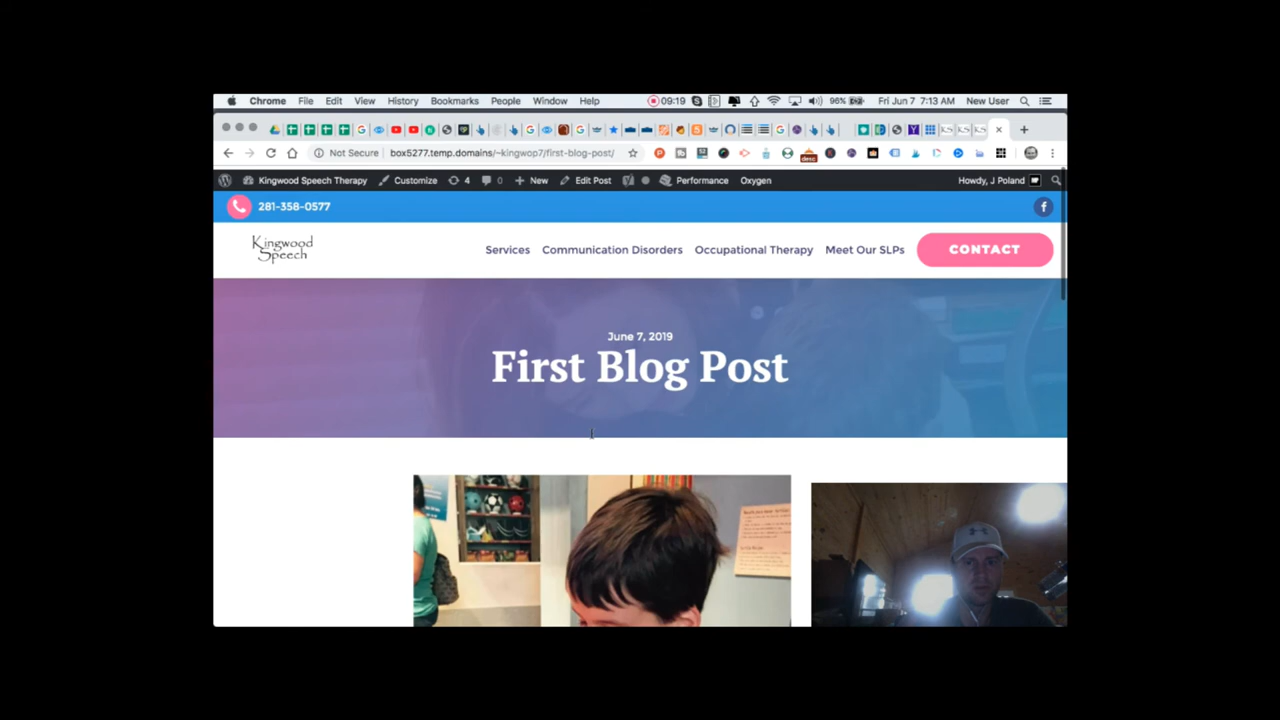 Chrome File Edit View History Bookmarks People Window Help 09:19 96% Fri Jun 7 7:13 AM New User
Not Secure box5277.temp.domains/~kingwop7/first-blog-post/
Kingwood Speech Therapy Customize 4 0 New Edit Post Performance Oxygen Howdy, J Poland
281-358-0577
Kingwood
Speech
Services Communication Disorders Occupational Therapy Meet Our SLPs CONTACT
June 7, 2019
First Blog Post